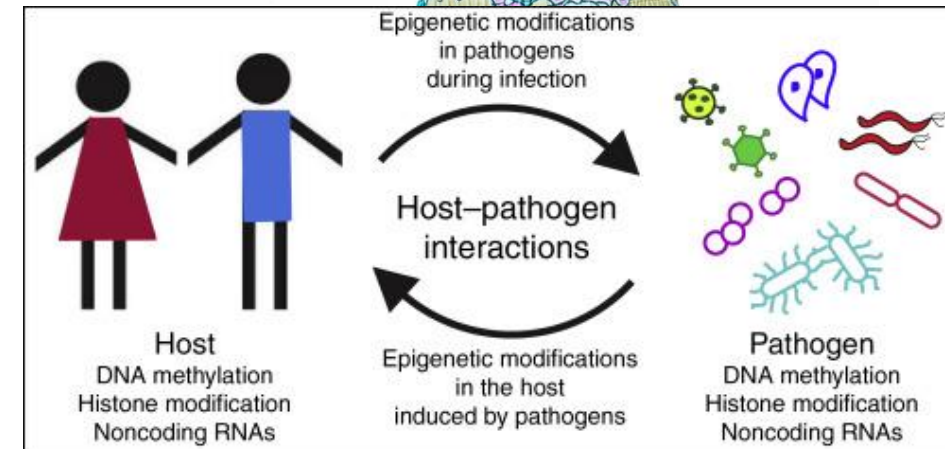 Epigenetic modifications
in pathogens
during infection
Host–pathogen
interactions
Epigenetic modifications
in the host
induced by pathogens
Host
DNA methylation
Histone modification
Noncoding RNAs
Pathogen
DNA methylation
Histone modification
Noncoding RNAs